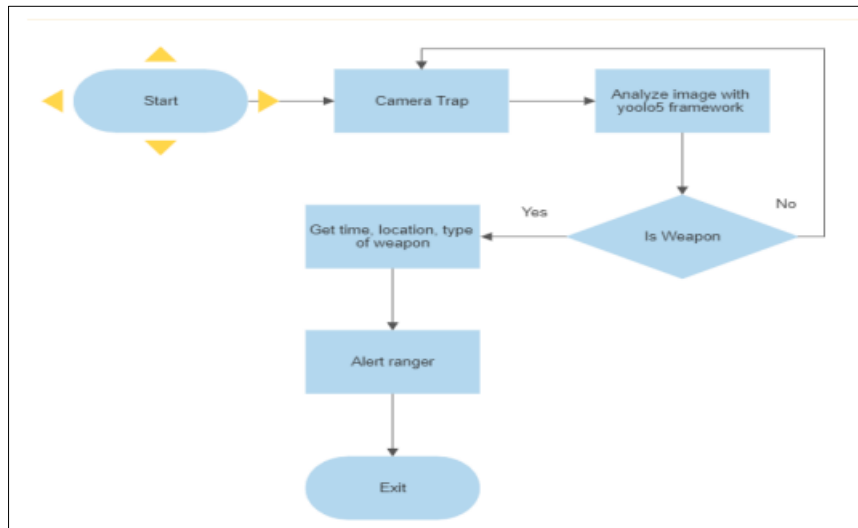 Start
Camera Trap
Analyze image with
yoolo5 framework
Is Weapon
No
Yes
Get time, location, type
of weapon
Alert ranger
Exit